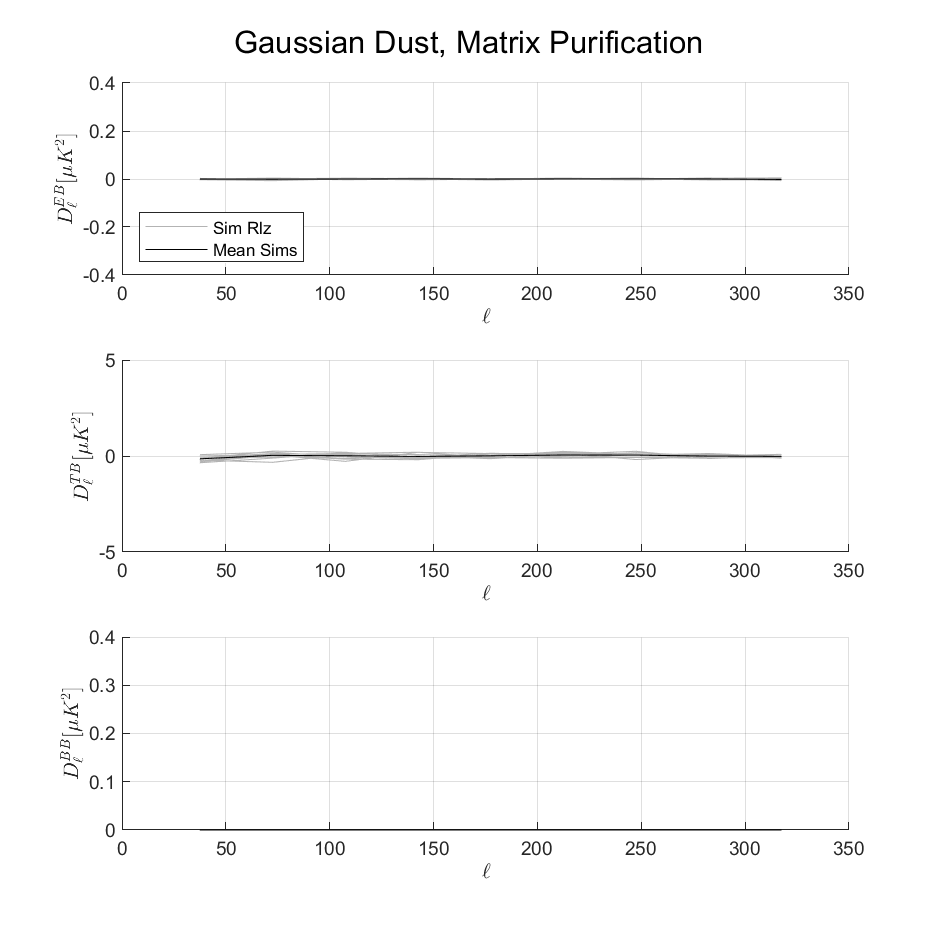 Gaussian Dust, Matrix Purification
0.4
0.2
0
-0.2
-0.4
D_ℓ^{EB}[μK^2]
Sim Rlz
Mean Sims
0 50 100 150 200 250 300 350
ℓ
5
0
-5
D_ℓ^{TB}[μK^2]
0 50 100 150 200 250 300 350
ℓ
0.4
0.3
0.2
0.1
0
D_ℓ^{BB}[μK^2]
0 50 100 150 200 250 300 350
ℓ